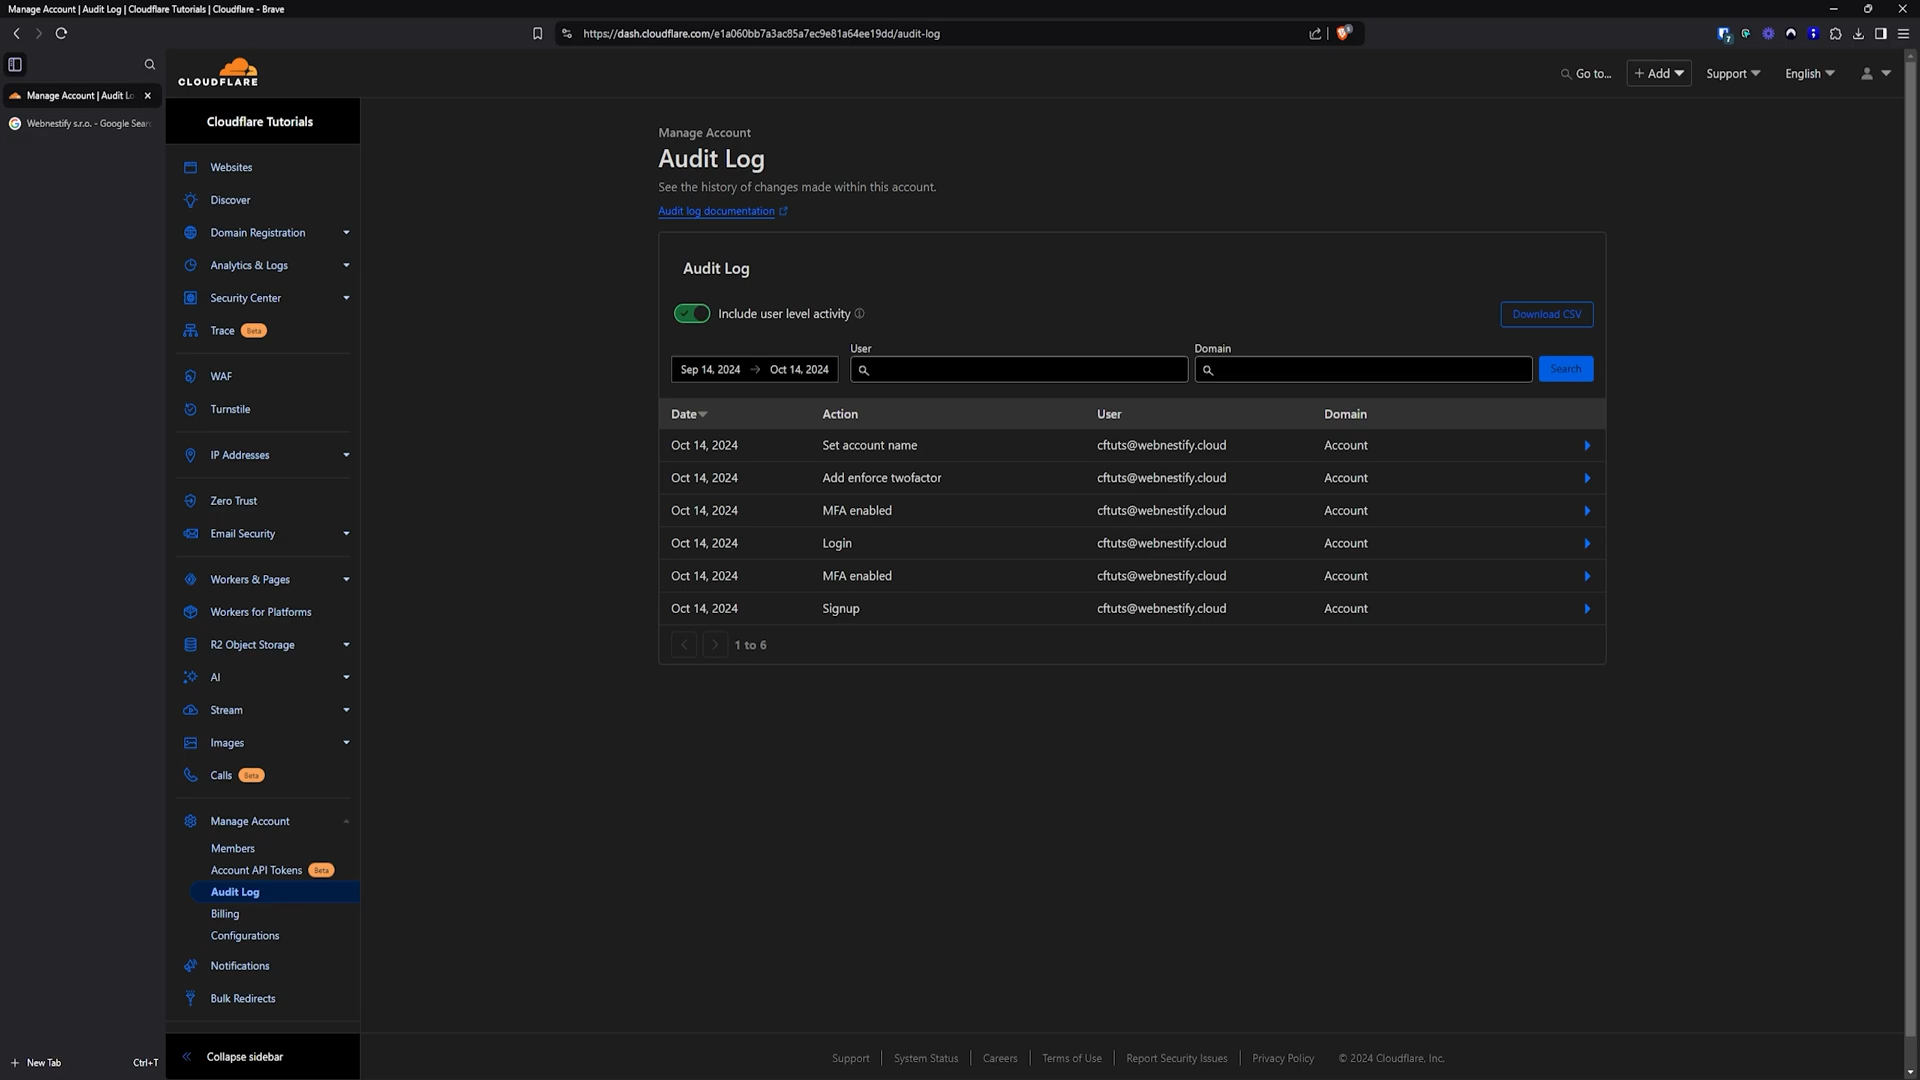 Manage Account | Audit Log | Cloudflare Tutorials | Cloudflare - Brave
https://dash.cloudflare.com/e1a060bb7a3ac85a7ec9e81a64ee19dd/audit-log
7
Manage Account | Audit Lo
Webnestify s.r.o. - Google Sear
CLOUDFLARE
Go to...
+ Add
Support
English
Cloudflare Tutorials
Websites
Discover
Domain Registration
Analytics & Logs
Security Center
Trace Beta
WAF
Turnstile
IP Addresses
Zero Trust
Email Security
Workers & Pages
Workers for Platforms
R2 Object Storage
AI
Stream
Images
Calls Beta
Manage Account
Members
Account API Tokens Beta
Audit Log
Billing
Configurations
Notifications
Bulk Redirects
Collapse sidebar
New Tab Ctrl+T
Manage Account
Audit Log
See the history of changes made within this account.
Audit log documentation
Audit Log
Include user level activity
Download CSV
User
Domain
Sep 14, 2024 → Oct 14, 2024
Search
Date Action User Domain
Oct 14, 2024 Set account name cftuts@webnestify.cloud Account
Oct 14, 2024 Add enforce twofactor cftuts@webnestify.cloud Account
Oct 14, 2024 MFA enabled cftuts@webnestify.cloud Account
Oct 14, 2024 Login cftuts@webnestify.cloud Account
Oct 14, 2024 MFA enabled cftuts@webnestify.cloud Account
Oct 14, 2024 Signup cftuts@webnestify.cloud Account
1 to 6
Support | System Status | Careers | Terms of Use | Report Security Issues | Privacy Policy © 2024 Cloudflare, Inc.